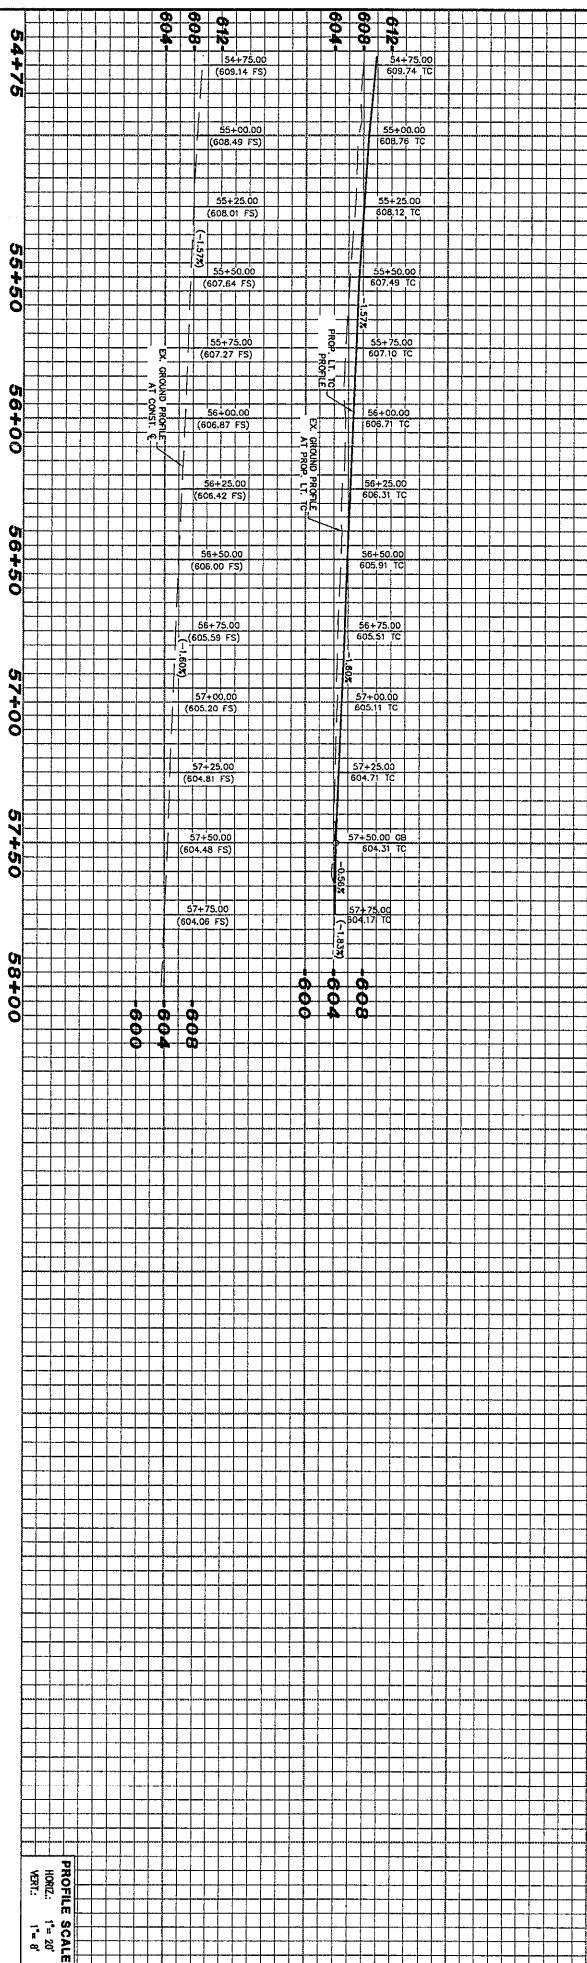 612-
608-
604-
54+75.00
609.74 TC
55+00.00
608.76 TC
55+25.00
608.12 TC
55+50.00
607.49 TC
-1.57%
55+75.00
607.10 TC
PROP. LT. TC
PROFILE
56+00.00
606.71 TC
EX. GROUND PROFILE
AT PROP. LT. TC
56+25.00
606.31 TC
56+50.00
605.91 TC
56+75.00
605.51 TC
-1.60%
57+00.00
605.11 TC
57+25.00
604.71 TC
57+50.00 GB
604.31 TC
-0.56%
57+75.00
604.17 TC
(-1.83%)
-608
-604
-600
612-
608-
604-
54+75.00
(609.14 FS)
55+00.00
(608.49 FS)
55+25.00
(608.01 FS)
(-1.57%)
55+50.00
(607.64 FS)
55+75.00
(607.27 FS)
EX. GROUND PROFILE
AT CONST. ℄
56+00.00
(606.87 FS)
56+25.00
(606.42 FS)
56+50.00
(606.00 FS)
56+75.00
(605.59 FS)
(-1.60%)
57+00.00
(605.20 FS)
57+25.00
(604.81 FS)
57+50.00
(604.48 FS)
57+75.00
(604.06 FS)
-608
-604
-600
54+75
55+50
56+00
56+50
57+00
57+50
58+00
PROFILE SCALE
HORIZ.: 1"= 20'
VERT.: 1"= 8'